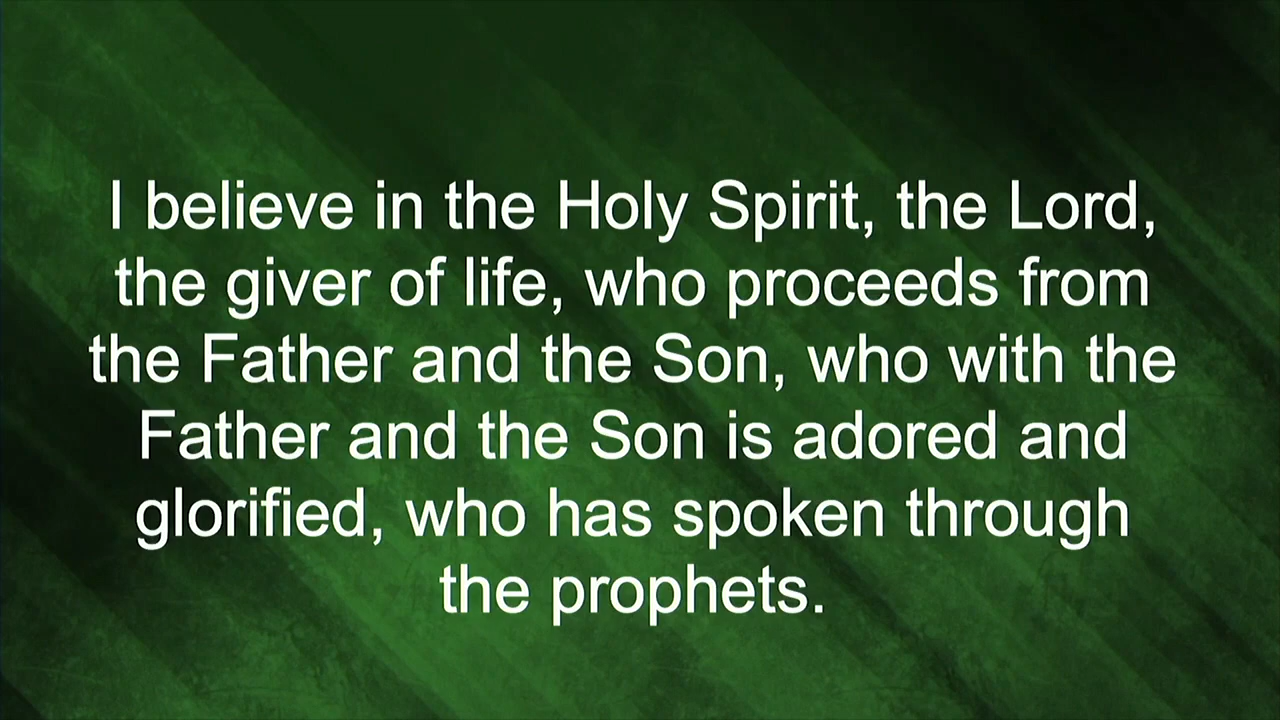 I believe in the Holy Spirit, the Lord,
the giver of life, who proceeds from
the Father and the Son, who with the
Father and the Son is adored and
glorified, who has spoken through
the prophets.